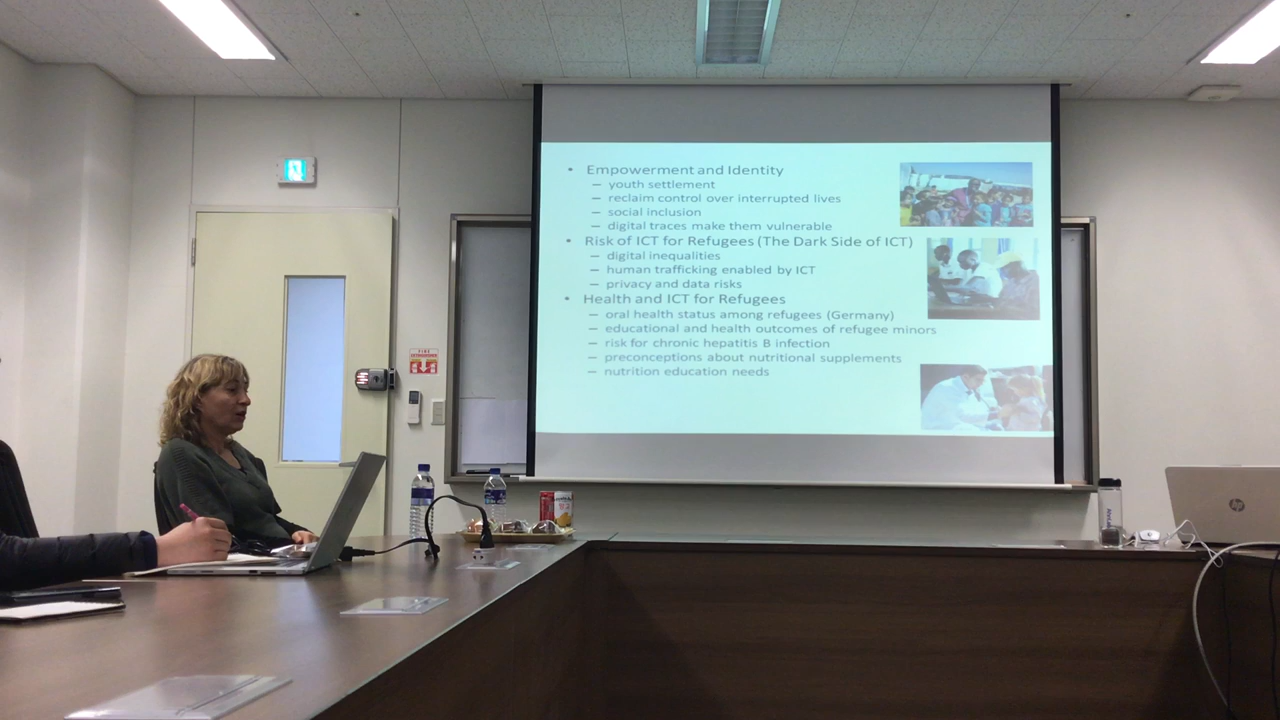 • Empowerment and Identity
– youth settlement
– reclaim control over interrupted lives
– social inclusion
– digital traces make them vulnerable
• Risk of ICT for Refugees (The Dark Side of ICT)
– digital inequalities
– human trafficking enabled by ICT
– privacy and data risks
• Health and ICT for Refugees
– oral health status among refugees (Germany)
– educational and health outcomes of refugee minors
– risk for chronic hepatitis B infection
– preconceptions about nutritional supplements
– nutrition education needs
FIRE
hp